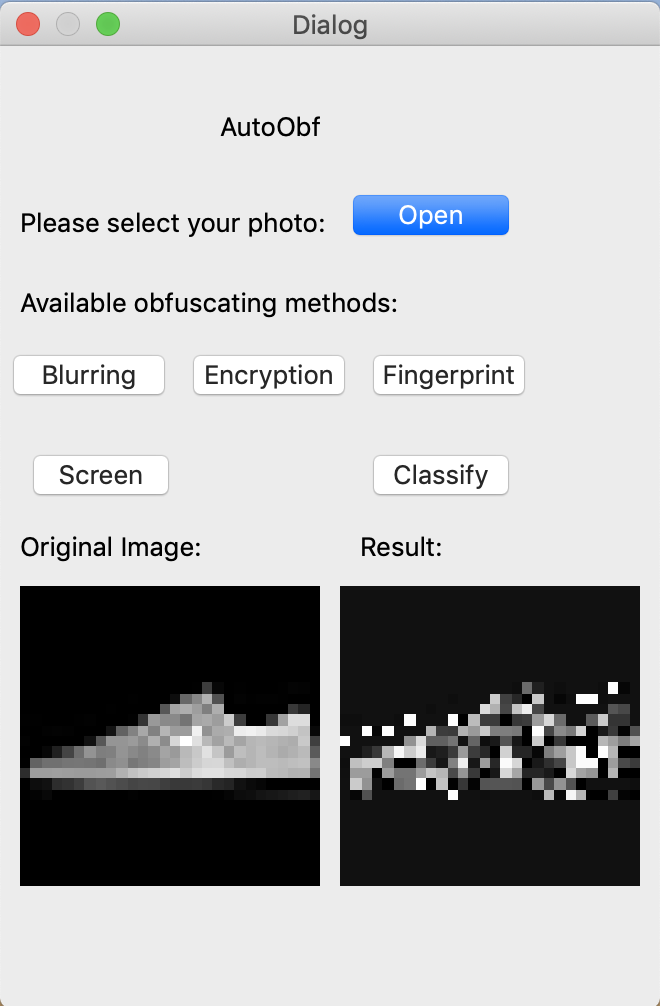 Dialog
AutoObf
Please select your photo: Open
Available obfuscating methods:
Blurring Encryption Fingerprint
Screen Classify
Original Image: Result: